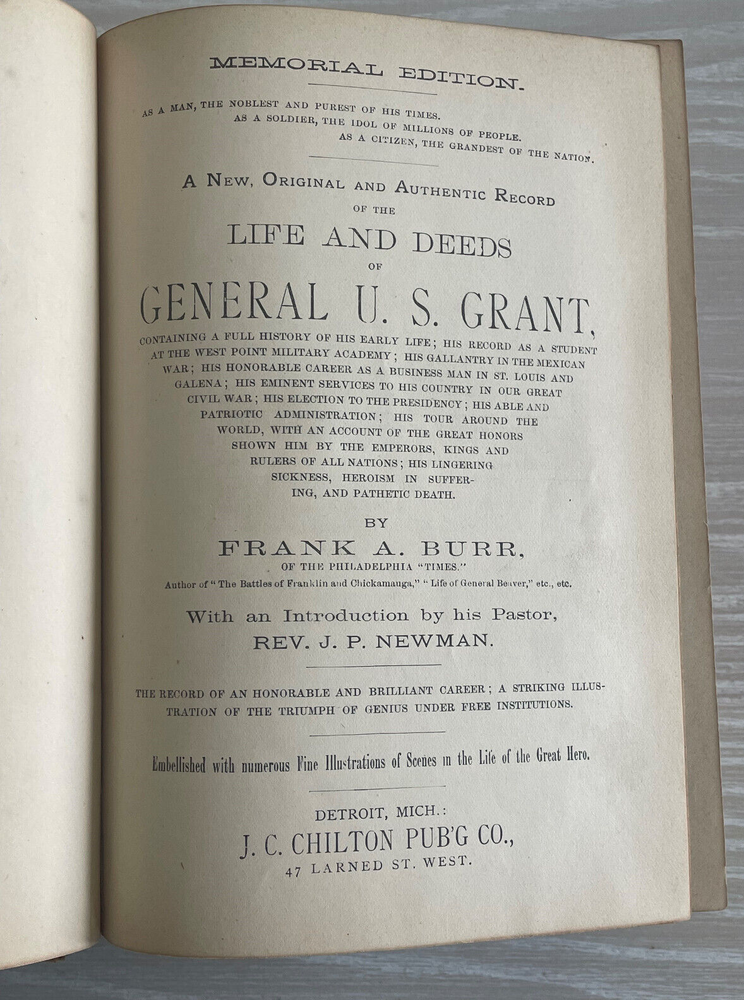 MEMORIAL EDITION.
AS A MAN, THE NOBLEST AND PUREST OF HIS TIMES.
AS A SOLDIER, THE IDOL OF MILLIONS OF PEOPLE.
AS A CITIZEN, THE GRANDEST OF THE NATION.
A NEW, ORIGINAL AND AUTHENTIC RECORD
OF THE
LIFE AND DEEDS
OF
GENERAL U. S. GRANT,
CONTAINING A FULL HISTORY OF HIS EARLY LIFE; HIS RECORD AS A STUDENT
AT THE WEST POINT MILITARY ACADEMY; HIS GALLANTRY IN THE MEXICAN
WAR; HIS HONORABLE CAREER AS A BUSINESS MAN IN ST. LOUIS AND
GALENA; HIS EMINENT SERVICES TO HIS COUNTRY IN OUR GREAT
CIVIL WAR; HIS ELECTION TO THE PRESIDENCY; HIS ABLE AND
PATRIOTIC ADMINISTRATION; HIS TOUR AROUND THE
WORLD, WITH AN ACCOUNT OF THE GREAT HONORS
SHOWN HIM BY THE EMPERORS, KINGS AND
RULERS OF ALL NATIONS; HIS LINGERING
SICKNESS, HEROISM IN SUFFER-
ING, AND PATHETIC DEATH.
BY
FRANK A. BURR,
OF THE PHILADELPHIA "TIMES."
Author of "The Battles of Franklin and Chickamauga," "Life of General Beaver," etc., etc.
With an Introduction by his Pastor,
REV. J. P. NEWMAN.
THE RECORD OF AN HONORABLE AND BRILLIANT CAREER; A STRIKING ILLUS-
TRATION OF THE TRIUMPH OF GENIUS UNDER FREE INSTITUTIONS.
Embellished with numerous Fine Illustrations of Scenes in the Life of the Great Hero.
DETROIT, MICH.:
J. C. CHILTON PUB'G CO.,
47 LARNED ST. WEST.